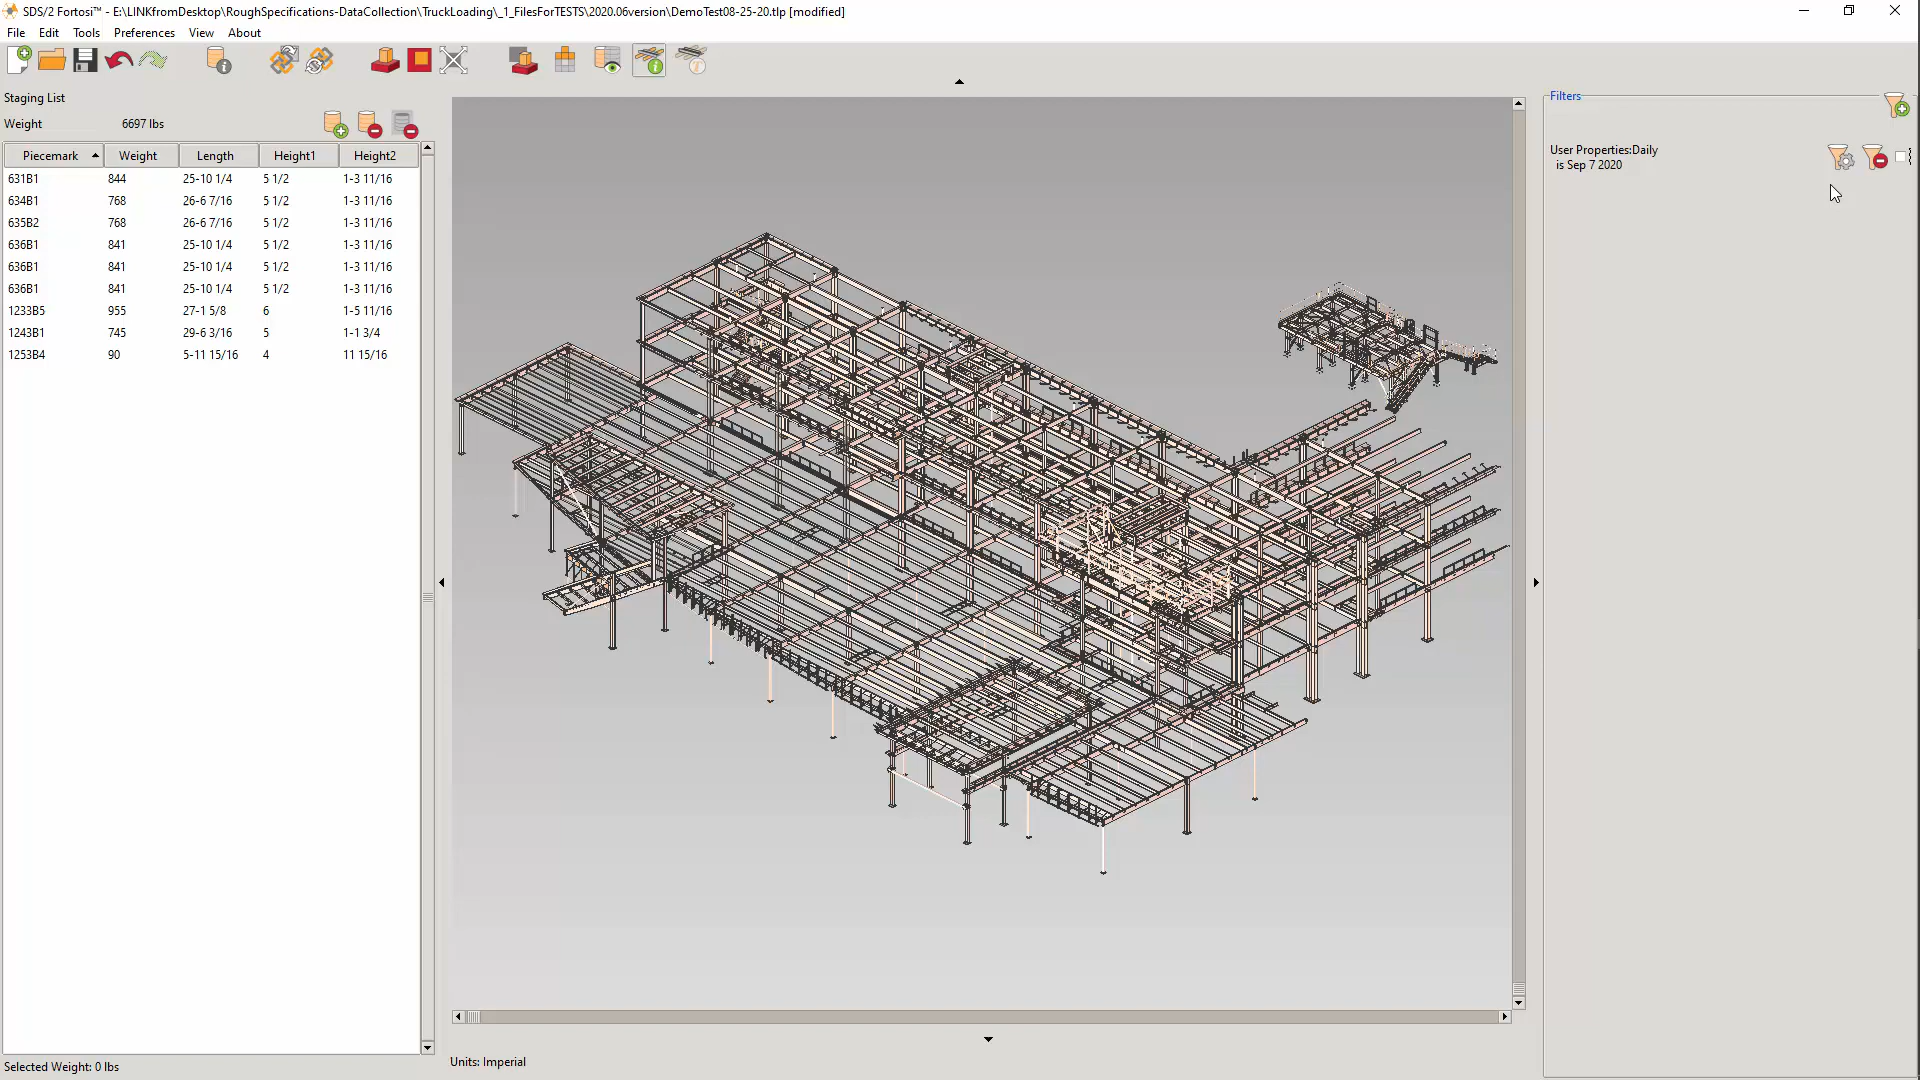 SDS/2 Fortosi™ - E:\LINKfromDesktop\RoughSpecifications-DataCollection\TruckLoading\_1_FilesForTESTS\2020.06version\DemoTest08-25-20.tlp [modified]
File Edit Tools Preferences View About
Staging List
Weight 6697 lbs
Piecemark Weight Length Height1 Height2
631B1 844 25-10 1/4 5 1/2 1-3 11/16
634B1 768 26-6 7/16 5 1/2 1-3 11/16
635B2 768 26-6 7/16 5 1/2 1-3 11/16
636B1 841 25-10 1/4 5 1/2 1-3 11/16
636B1 841 25-10 1/4 5 1/2 1-3 11/16
636B1 841 25-10 1/4 5 1/2 1-3 11/16
1233B5 955 27-1 5/8 6 1-5 11/16
1243B1 745 29-6 3/16 5 1-1 3/4
1253B4 90 5-11 15/16 4 11 15/16
Selected Weight: 0 lbs
Units: Imperial
Filters
User Properties:Daily
is Sep 7 2020